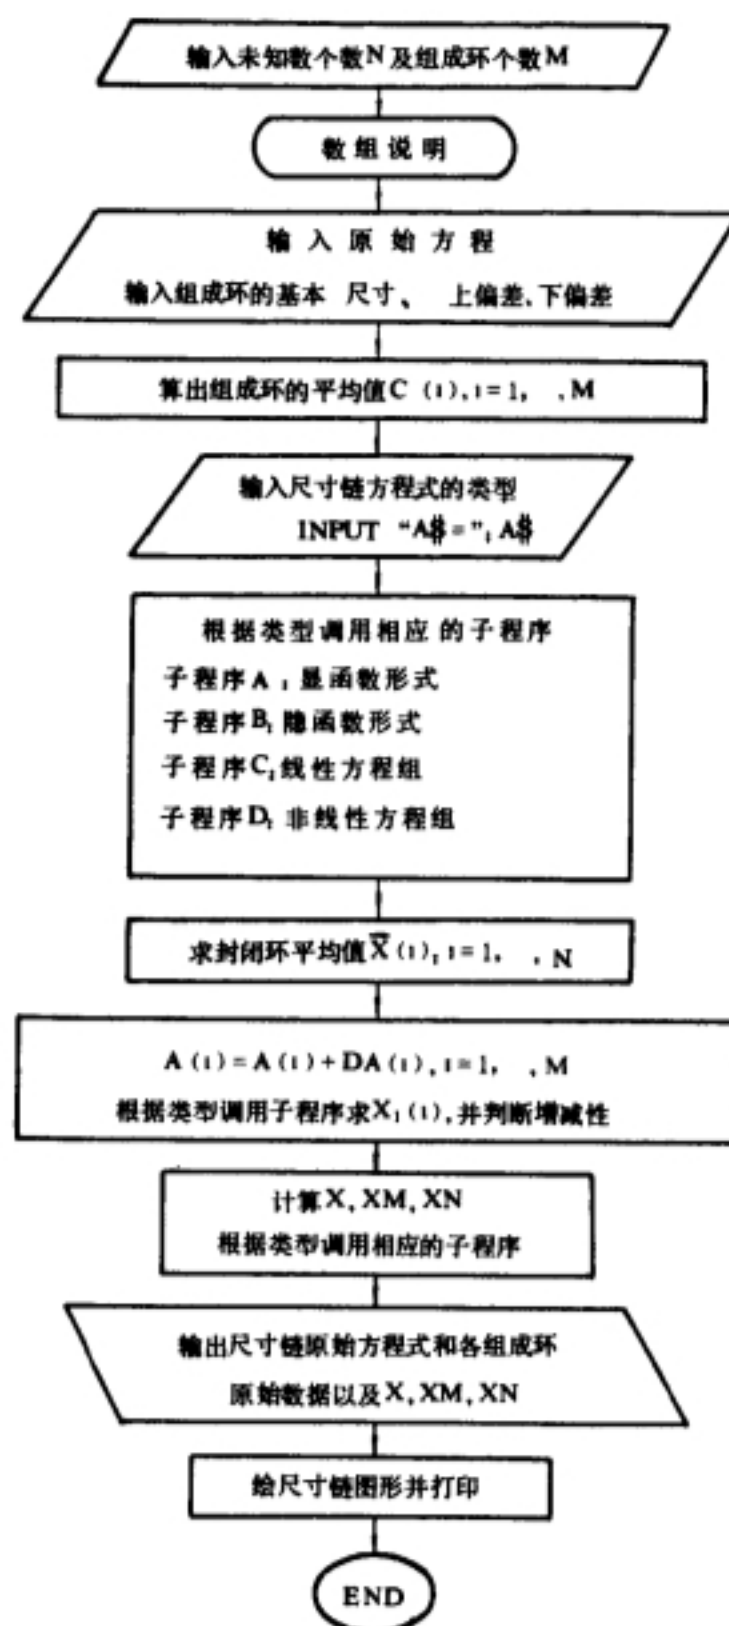 输入未知数个数N及组成环个数M
数组说明
输入原始方程
输入组成环的基本 尺寸、 上偏差,下偏差
算出组成环的平均值C (ı),ı=1, ,M
输入尺寸链方程式的类型
INPUT “A$=”; A$
根据类型调用相应的子程序
子程序A ; 显函数形式
子程序B; 隐函数形式
子程序C; 线性方程组
子程序D; 非线性方程组
求封闭环平均值X̅(ı), ı=1, , N
A(ı)=A(ı)+DA(ı),ı=1, ,M
根据类型调用子程序求X₁(ı),并判断增减性
计算X, XM, XN
根据类型调用相应的子程序
输出尺寸链原始方程式和各组成环
原始数据以及X, XM, XN
绘尺寸链图形并打印
END